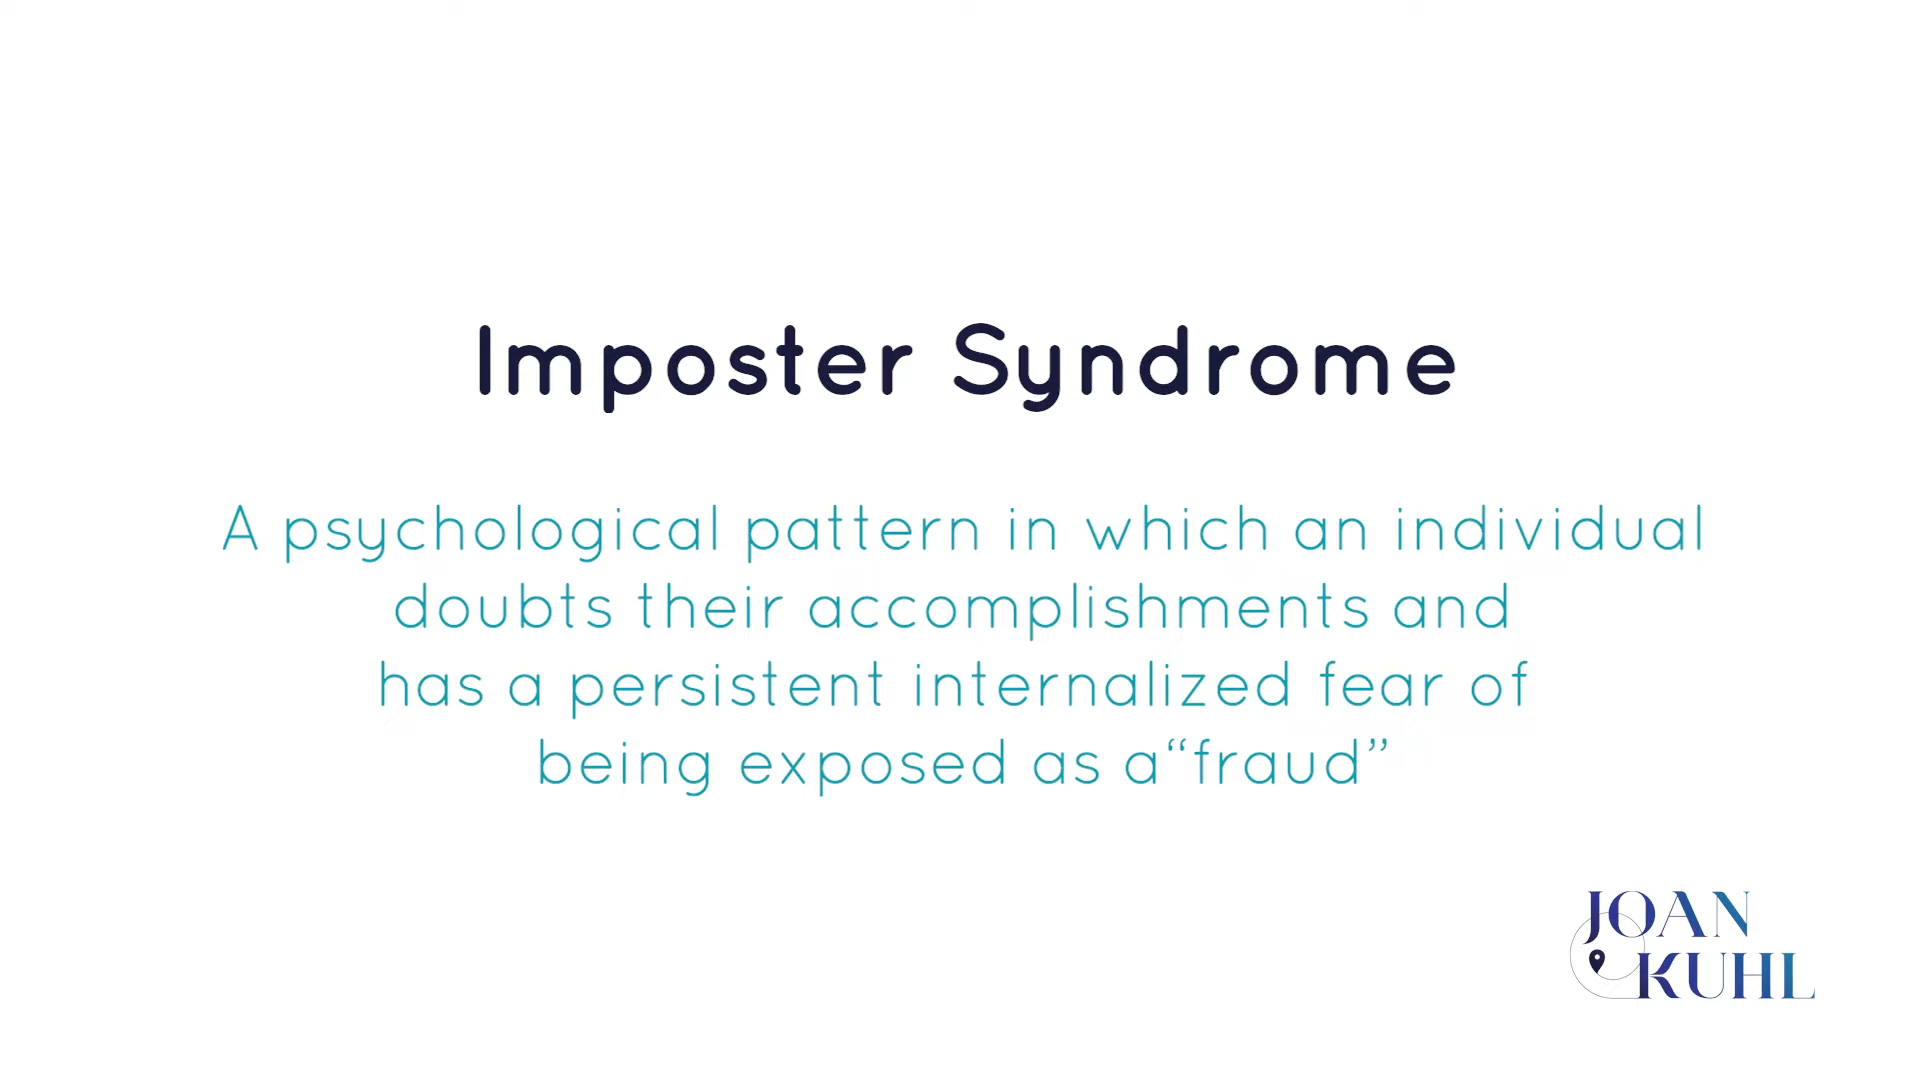 Imposter Syndrome
A psychological pattern in which an individual
doubts their accomplishments and
has a persistent internalized fear of
being exposed as a“fraud”
JOAN
KUHL